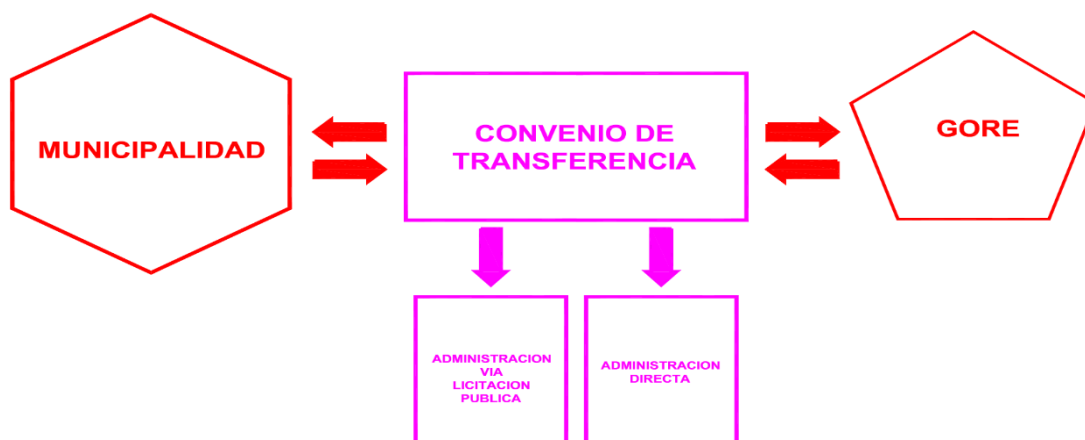 MUNICIPALIDAD
CONVENIO DE
TRANSFERENCIA
GORE
ADMINISTRACION
VIA
LICITACION
PUBLICA
ADMINISTRACION
DIRECTA